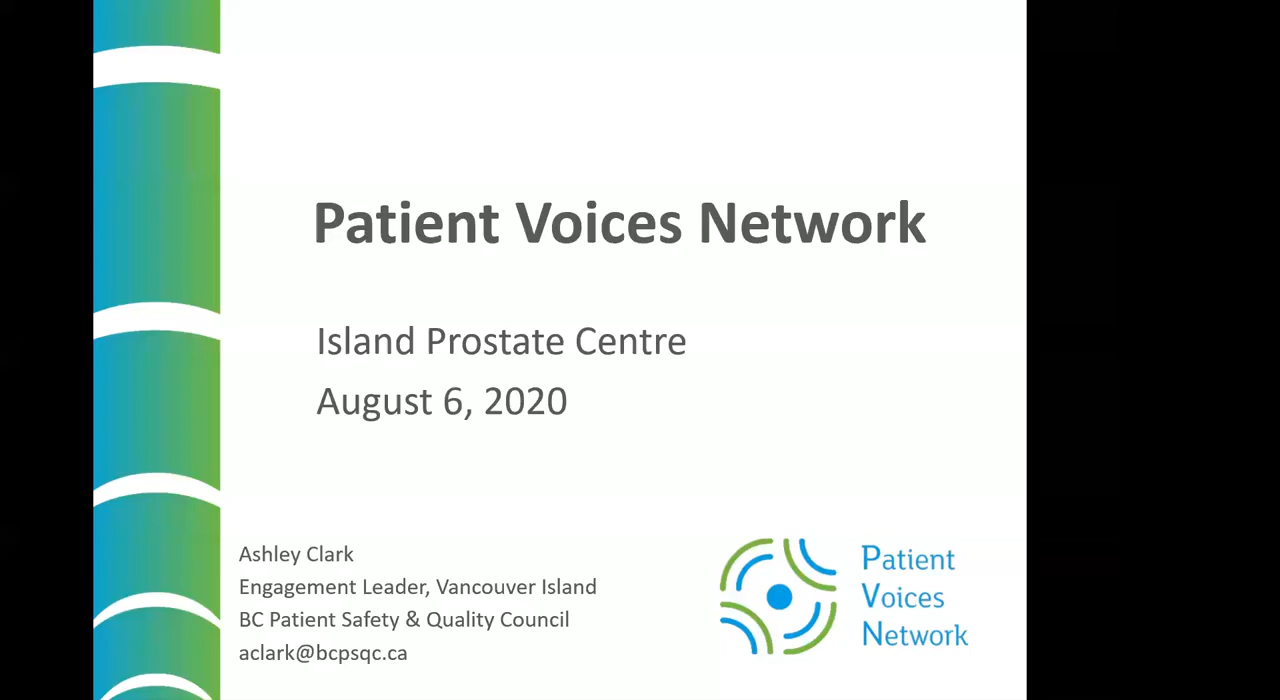 Patient Voices Network
Island Prostate Centre
August 6, 2020
Ashley Clark
Engagement Leader, Vancouver Island
BC Patient Safety & Quality Council
aclark@bcpsqc.ca
Patient
Voices
Network